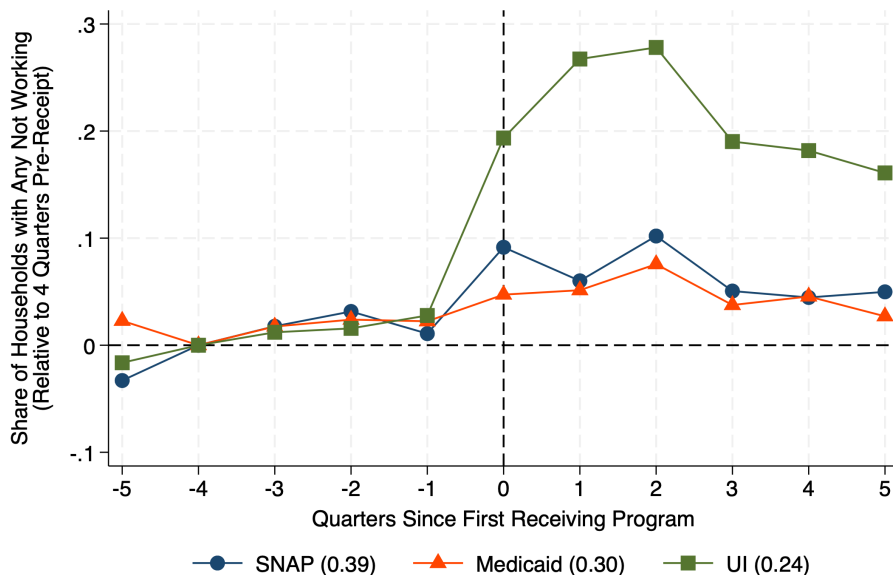 Share of Households with Any Not Working
(Relative to 4 Quarters Pre-Receipt)
.3
.2
.1
0
-.1
-5 -4 -3 -2 -1 0 1 2 3 4 5
Quarters Since First Receiving Program
SNAP (0.39) Medicaid (0.30) UI (0.24)